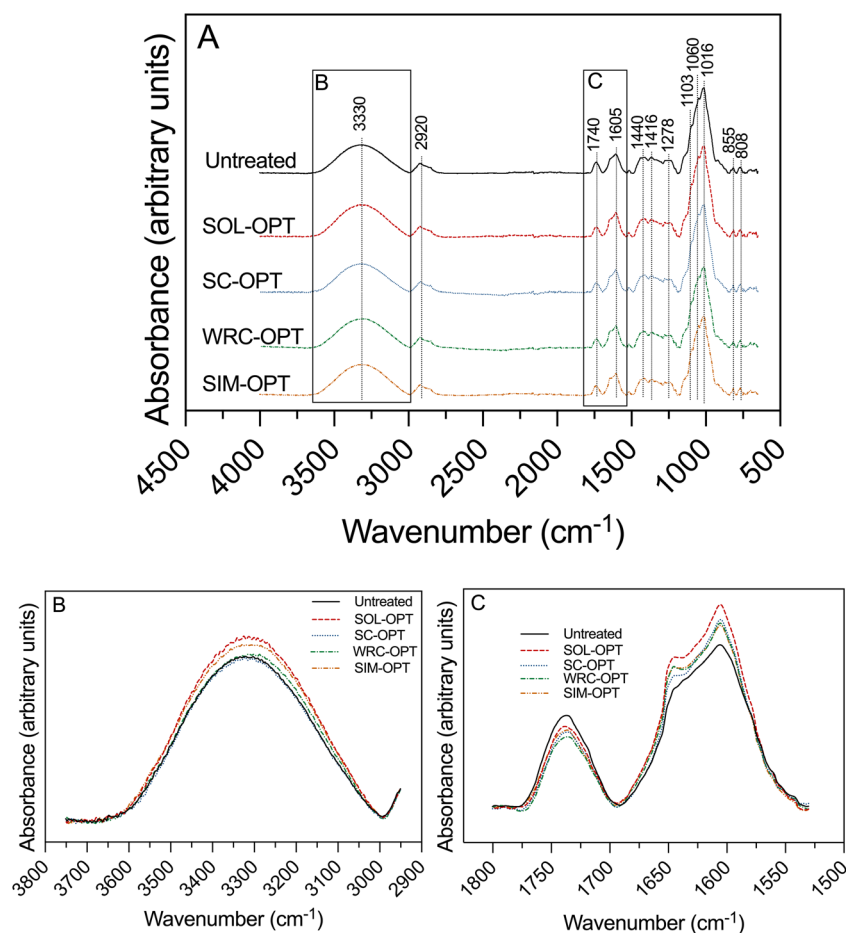 A
Absorbance (arbitrary units)
B
C
3330
2920
1740
1605
1440
1416
1278
1103
1060
1016
855
808
Untreated
SOL-OPT
SC-OPT
WRC-OPT
SIM-OPT
4500
4000
3500
3000
2500
2000
1500
1000
500
Wavenumber (cm⁻¹)
B
Absorbance (arbitrary units)
Untreated
SOL-OPT
SC-OPT
WRC-OPT
SIM-OPT
3800
3700
3600
3500
3400
3300
3200
3100
3000
2900
Wavenumber (cm⁻¹)
C
Absorbance (arbitrary units)
Untreated
SOL-OPT
SC-OPT
WRC-OPT
SIM-OPT
1800
1750
1700
1650
1600
1550
1500
Wavenumber (cm⁻¹)